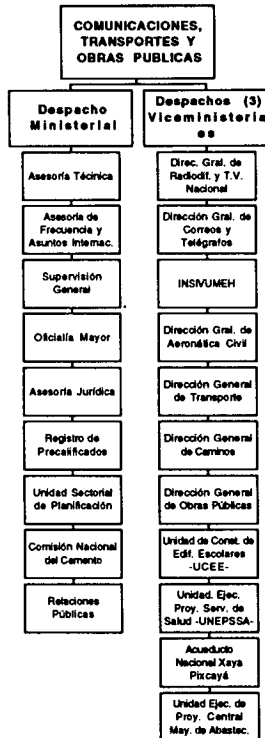 COMUNICACIONES,
TRANSPORTES Y
OBRAS PUBLICAS
Despacho
Ministerial
Asesoría Técinica
Asesoría de
Frecuencia y
Asuntos Internac.
Supervisión
General
Oficialía Mayor
Asesoría Jurídica
Registro de
Precalificados
Unidad Sectorial
de Planificación
Comisión Nacional
del Cemento
Relaciones
Públicas
Despachos (3)
Viceministeria
es
Direc. Gral. de
Radiodif. y T.V.
Nacional
Dirección Gral. de
Correos y
Telégrafos
INSIVUMEH
Dirección Gral. de
Aeronática Civil
Dirección General
de Transporte
Dirección General
de Caminos
Dirección General
de Obras Públicas
Unidad de Const. de
Edif. Escolares
-UCEE-
Unidad. Ejec.
Proy. Serv. de
Salud -UNEPSSA-
Acueducto
Nacional Xaya
Pixcayá
Unidad Ejec. de
Proy. Central
May. de Abastec.